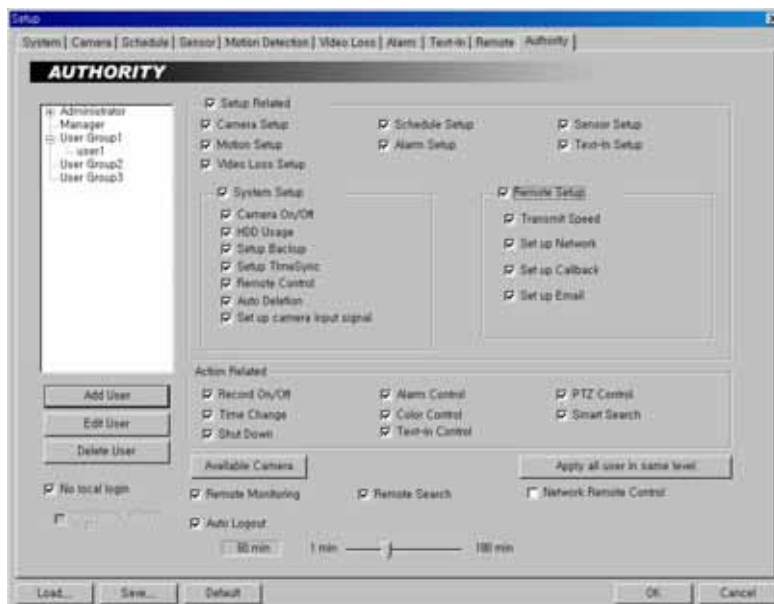 Setup
System Camera Schedule Sensor Motion Detection Video Loss Alarm Text-In Remote Authority
AUTHORITY
Administrator
Manager
User Group1
user1
User Group2
User Group3
Add User
Edit User
Delete User
No local login
Setup Related
Camera Setup Schedule Setup Sensor Setup
Motion Setup Alarm Setup Text-In Setup
Video Loss Setup
System Setup
Camera On/Off
HDD Usage
Setup Backup
Setup TimeSync
Remote Control
Auto Deletion
Set up camera input signal
Remote Setup
Transmit Speed
Set up Network
Set up Callback
Set up Email
Action Related
Record On/Off Alarm Control PTZ Control
Time Change Color Control Smart Search
Shut Down Text-In Control
Available Camera Apply all user in same level
Remote Monitoring Remote Search Network Remote Control
Auto Logout
min 1 min min
Load... Save... Default OK Cancel